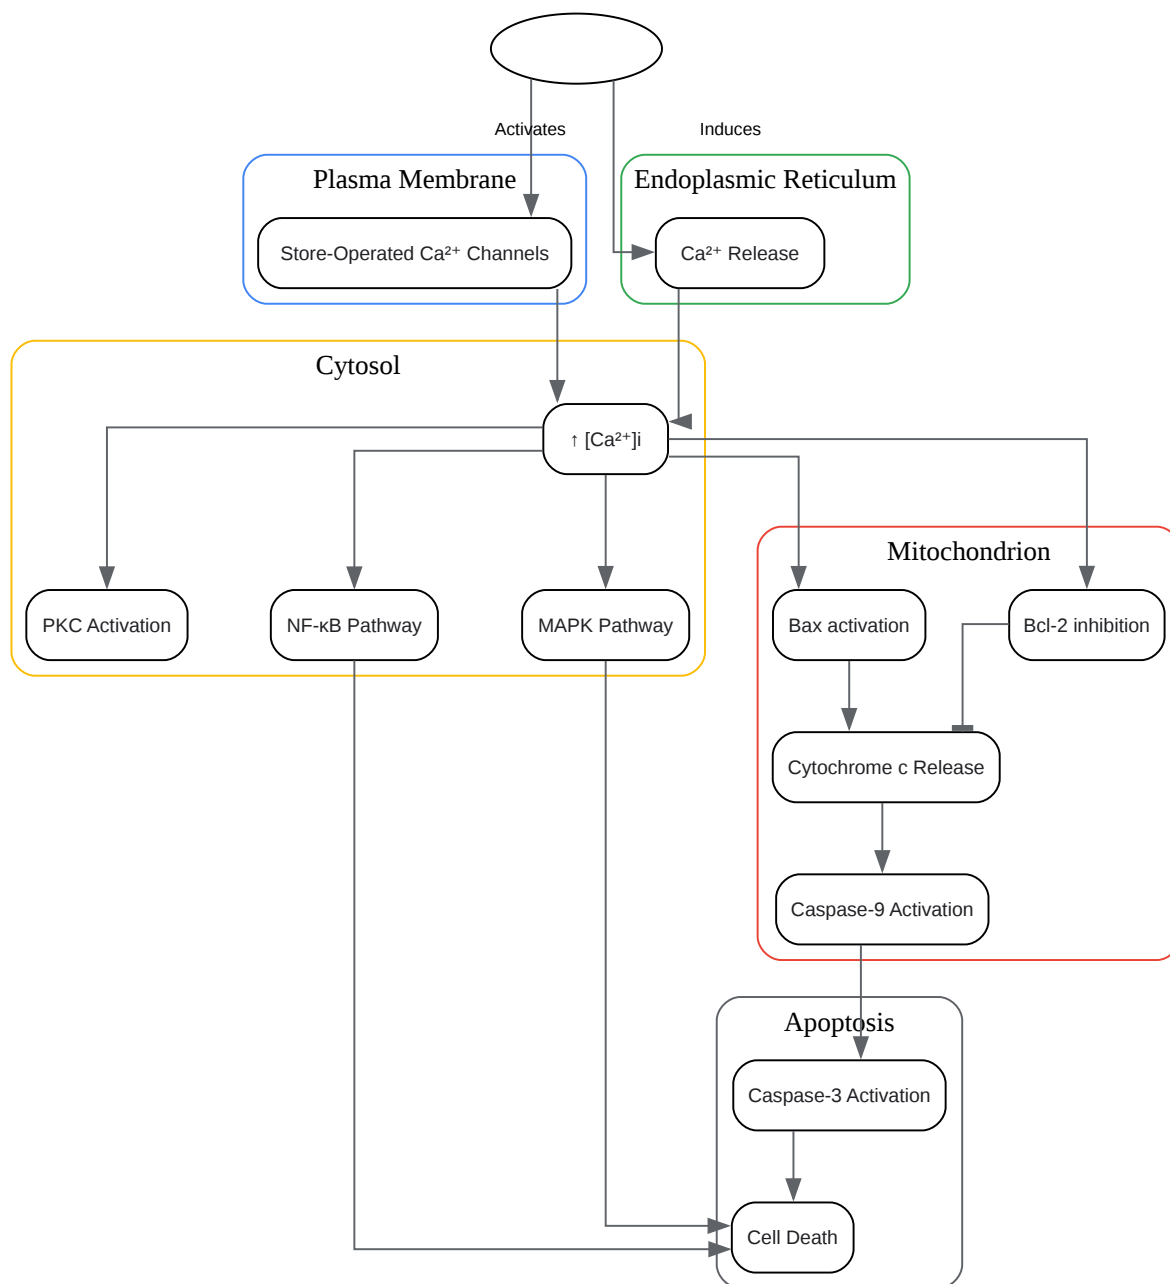 Activates
Induces
Plasma Membrane
Endoplasmic Reticulum
Store-Operated Ca²⁺ Channels
Ca²⁺ Release
Cytosol
↑ [Ca²⁺]i
Mitochondrion
PKC Activation
NF-κB Pathway
MAPK Pathway
Bax activation
Bcl-2 inhibition
Cytochrome c Release
Caspase-9 Activation
Apoptosis
Caspase-3 Activation
Cell Death